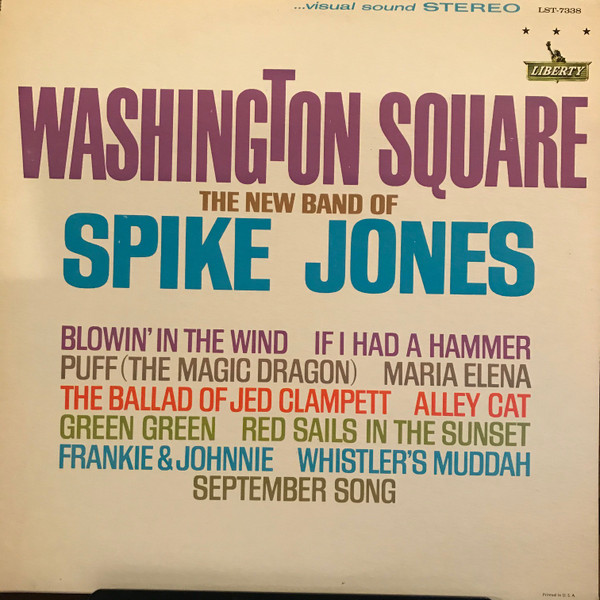 ...visual sound STEREO
LST-7338
LIBERTY
WASHINGTON SQUARE
THE NEW BAND OF
SPIKE JONES
BLOWIN' IN THE WIND IF I HAD A HAMMER
PUFF (THE MAGIC DRAGON) MARIA ELENA
THE BALLAD OF JED CLAMPETT ALLEY CAT
GREEN GREEN RED SAILS IN THE SUNSET
FRANKIE & JOHNNIE WHISTLER'S MUDDAH
SEPTEMBER SONG
Printed in U.S.A.